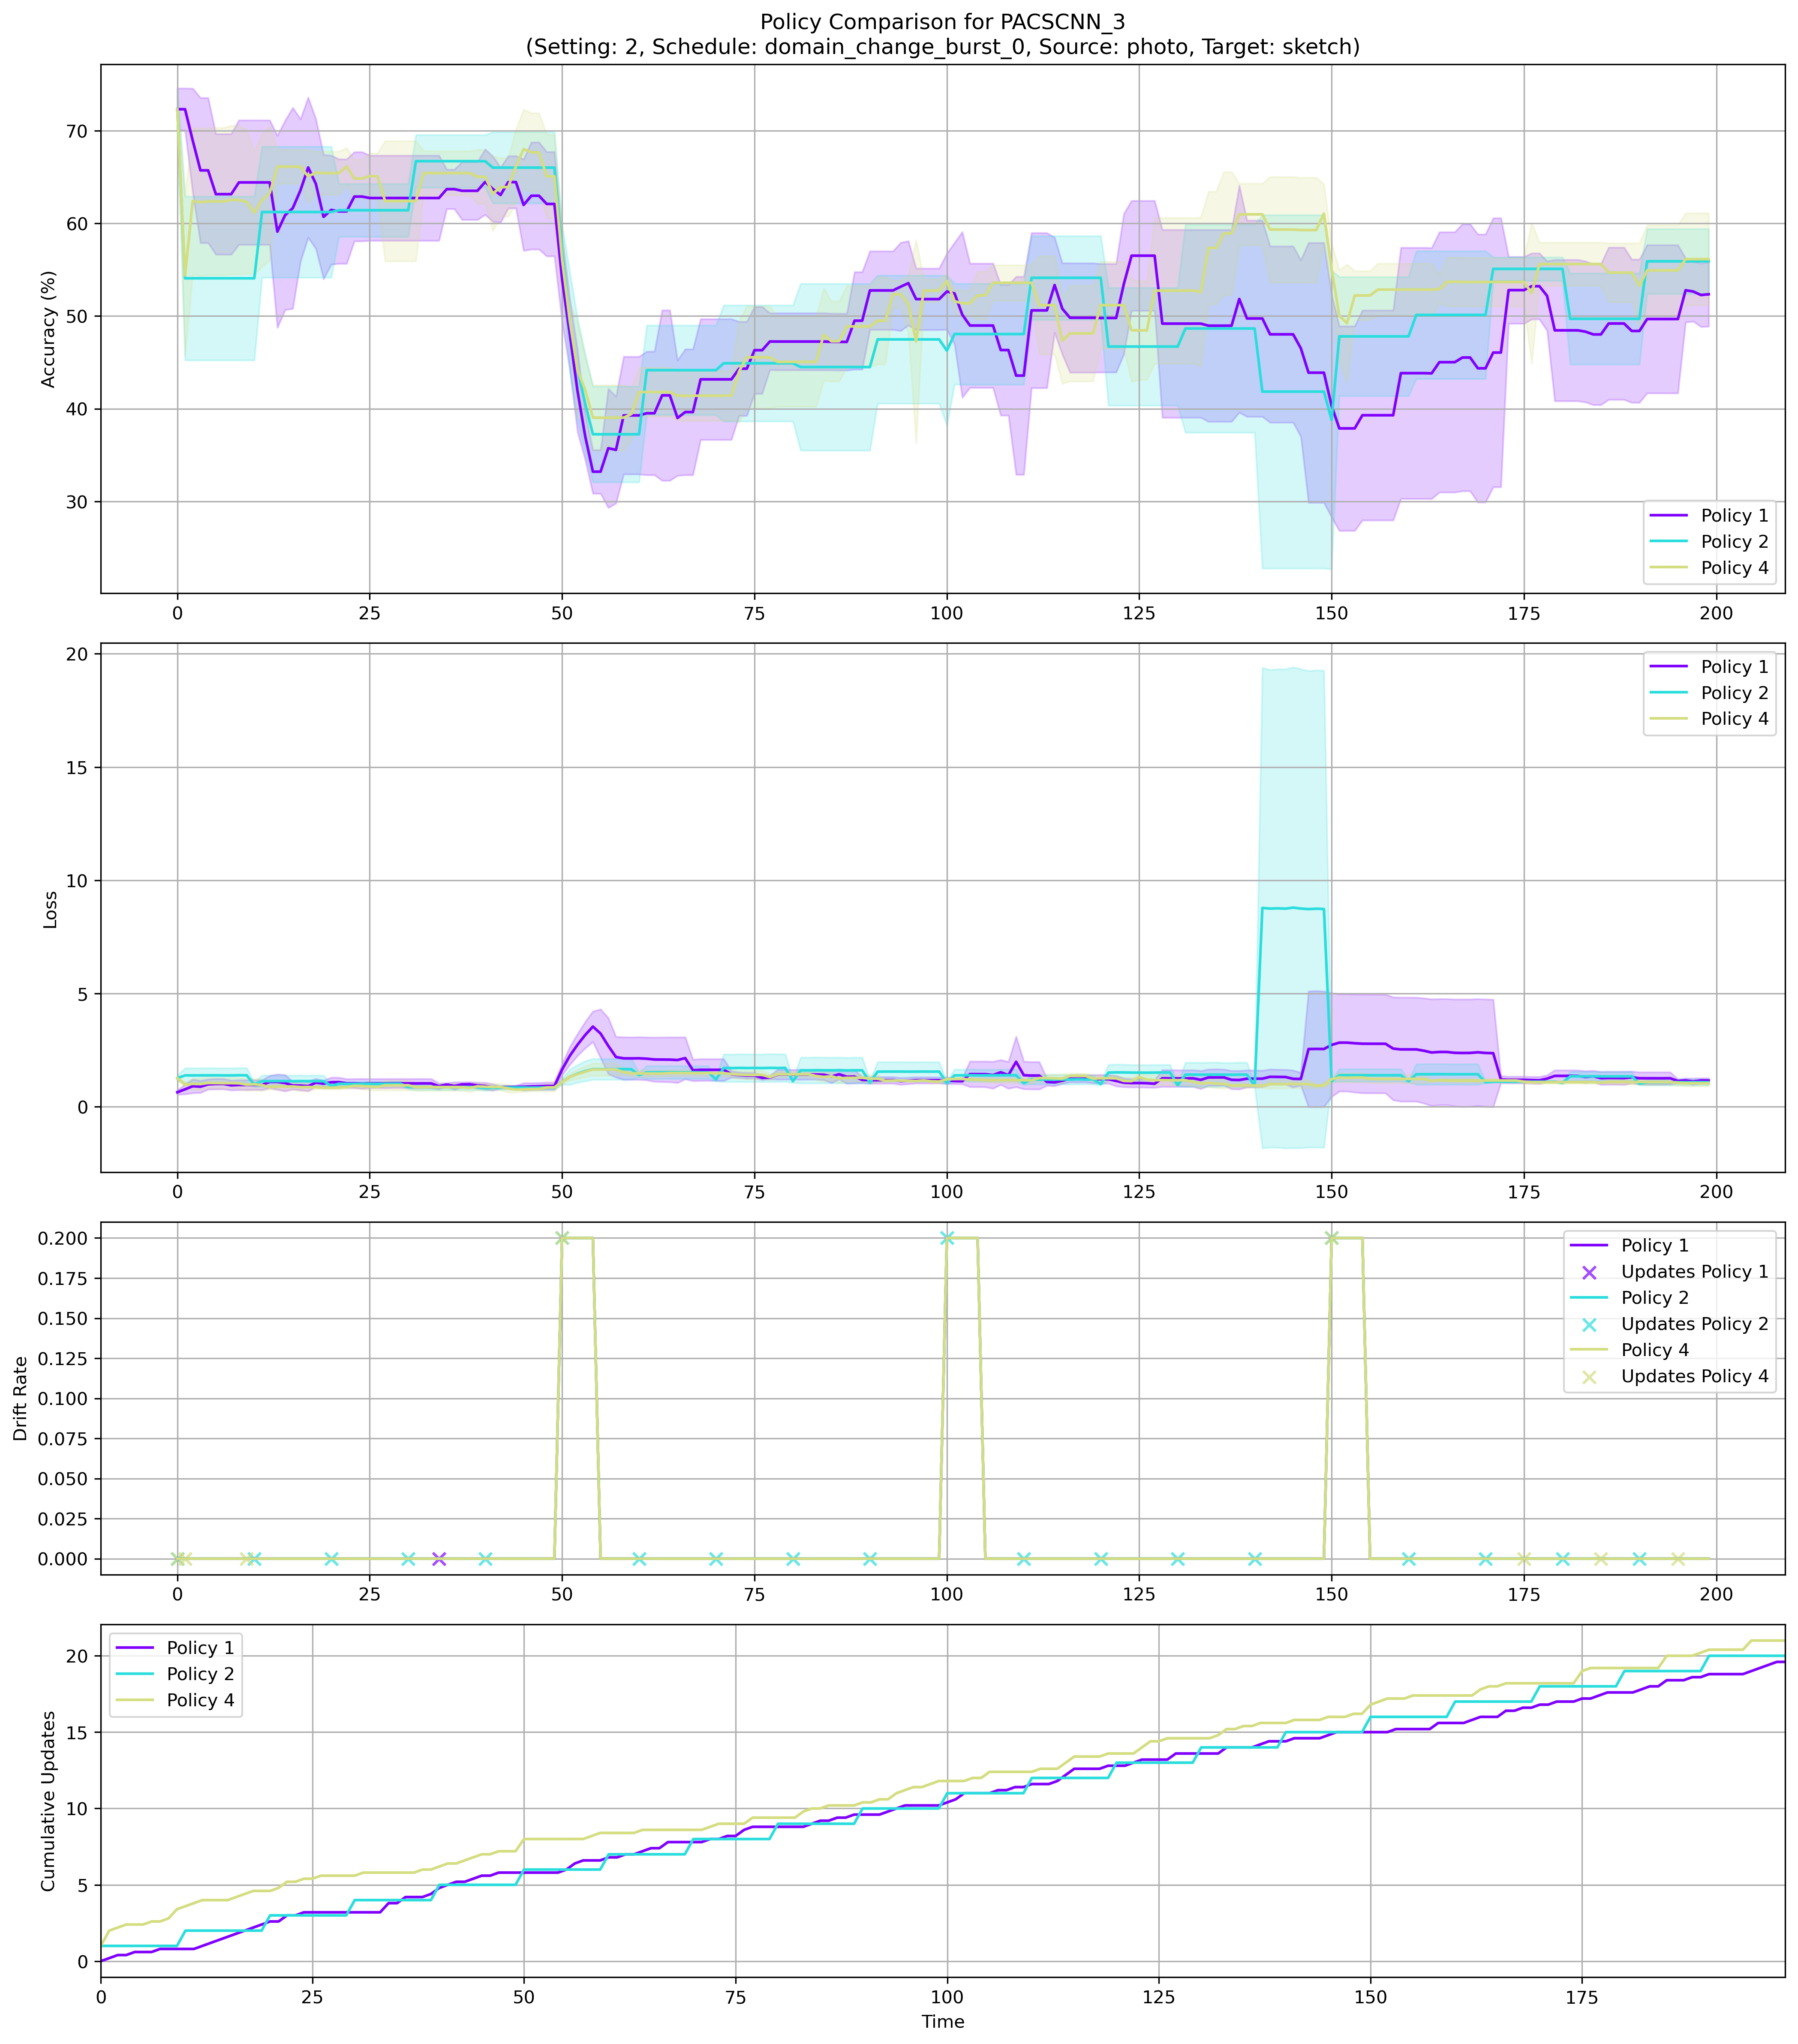 Policy Comparison for PACSCNN_3
(Setting: 2, Schedule: domain_change_burst_0, Source: photo, Target: sketch)
Accuracy (%)
70
60
50
40
30
Policy 1
Policy 2
Policy 4
0 25 50 75 100 125 150 175 200
Loss
20
15
10
5
0
Policy 1
Policy 2
Policy 4
0 25 50 75 100 125 150 175 200
Drift Rate
0.200
0.175
0.150
0.125
0.100
0.075
0.050
0.025
0.000
Policy 1
Updates Policy 1
Policy 2
Updates Policy 2
Policy 4
Updates Policy 4
0 25 50 75 100 125 150 175 200
Cumulative Updates
20
15
10
5
0
Policy 1
Policy 2
Policy 4
0 25 50 75 100 125 150 175
Time